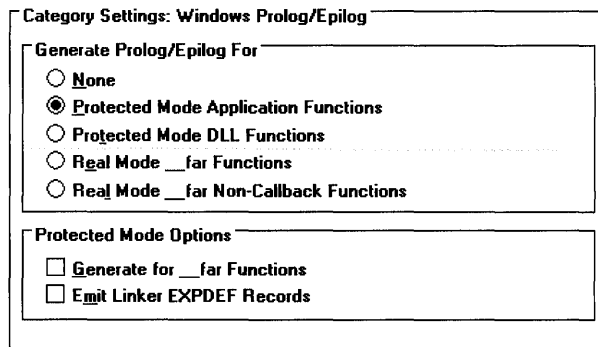 Category Settings: Windows Prolog/Epilog
Generate Prolog/Epilog For
None
Protected Mode Application Functions
Protected Mode DLL Functions
Real Mode __far Functions
Real Mode __far Non-Callback Functions
Protected Mode Options
Generate for __far Functions
Emit Linker EXPDEF Records